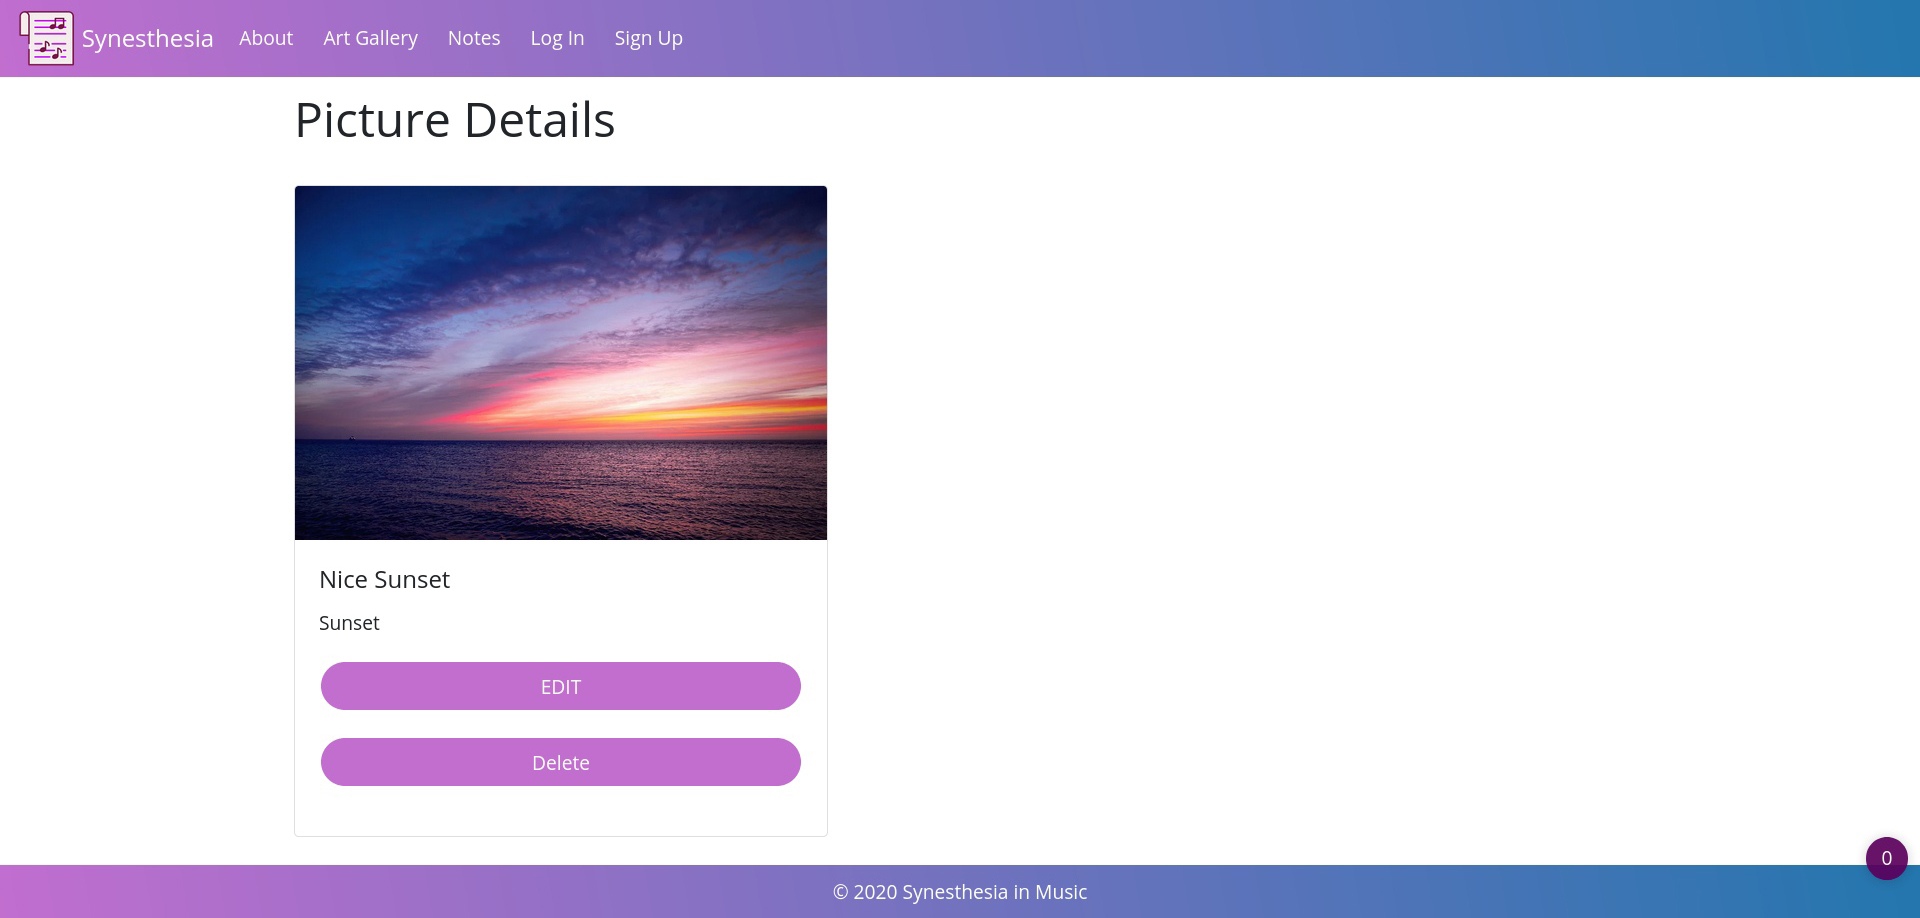 Synesthesia About Art Gallery Notes Log In Sign Up
Picture Details
Nice Sunset
Sunset
EDIT
Delete
0
© 2020 Synesthesia in Music